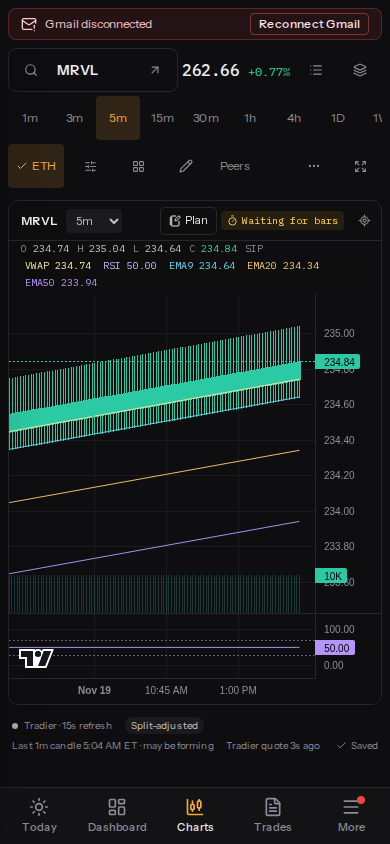 Gmail disconnected
Reconnect Gmail
MRVL
262.66 +0.77%
1m 3m 5m 15m 30m 1h 4h 1D
ETH
Peers
MRVL 5m Plan Waiting for bars
O 234.74 H 235.04 L 234.64 C 234.84 SIP
VWAP 234.74 RSI 50.00 EMA9 234.64 EMA20 234.34
EMA50 233.94
235.00
234.84
234.60
234.40
234.20
234.00
233.80
10K
100.00
50.00
0.00
Nov 19 10:45 AM 1:00 PM
Tradier · 15s refresh Split-adjusted
Last 1m candle 5:04 AM ET · may be forming Tradier quote 3s ago Saved
Today Dashboard Charts Trades More